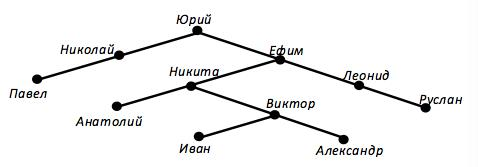 Юрий
Николай
Ефим
Никита
Леонид
Павел
Виктор
Руслан
Анатолий
Иван
Александр